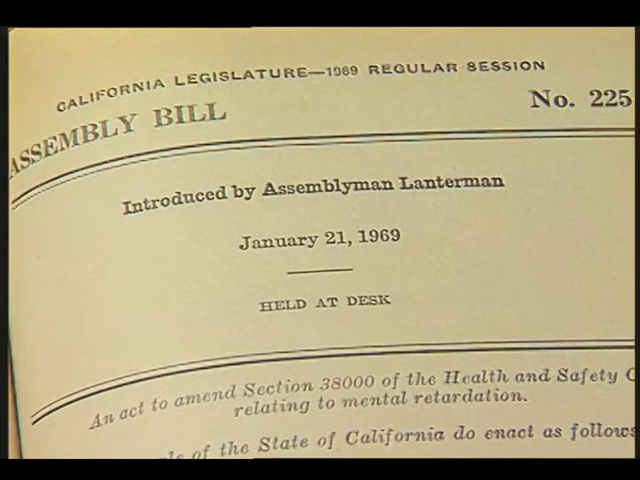 CALIFORNIA LEGISLATURE—1969 REGULAR SESSION
ASSEMBLY BILL No. 225
Introduced by Assemblyman Lanterman
January 21, 1969
HELD AT DESK
An act to amend Section 38000 of the Health and Safety C
relating to mental retardation.
of the State of California do enact as follows